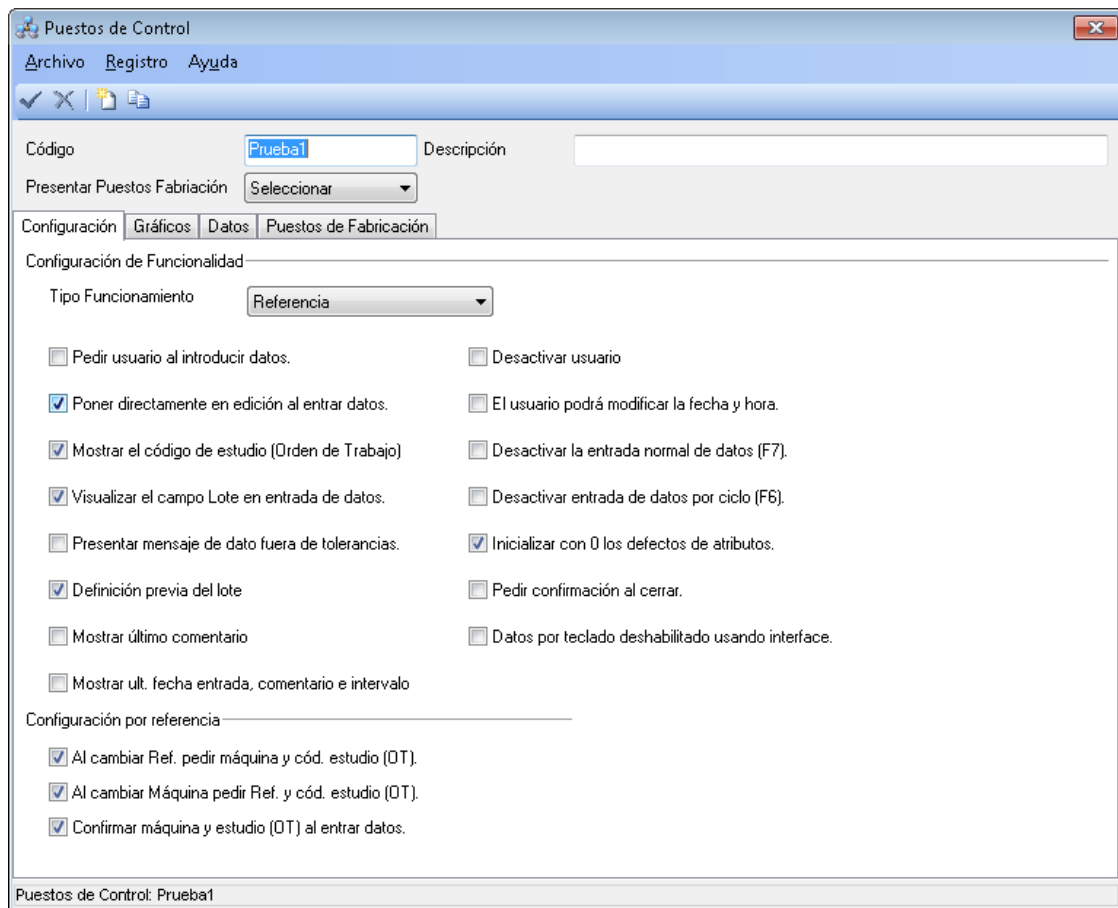 Puestos de Control
Archivo Registro Ayuda
Código Prueba1 Descripción
Presentar Puestos Fabriación Seleccionar
Configuración Gráficos Datos Puestos de Fabricación
Configuración de Funcionalidad
Tipo Funcionamiento Referencia
Pedir usuario al introducir datos. Desactivar usuario
Poner directamente en edición al entrar datos. El usuario podrá modificar la fecha y hora.
Mostrar el código de estudio (Orden de Trabajo) Desactivar la entrada normal de datos (F7).
Visualizar el campo Lote en entrada de datos. Desactivar entrada de datos por ciclo (F6).
Presentar mensaje de dato fuera de tolerancias. Inicializar con 0 los defectos de atributos.
Definición previa del lote Pedir confirmación al cerrar.
Mostrar último comentario Datos por teclado deshabilitado usando interface.
Mostrar ult. fecha entrada, comentario e intervalo
Configuración por referencia
Al cambiar Ref. pedir máquina y cód. estudio (OT).
Al cambiar Máquina pedir Ref. y cód. estudio (OT).
Confirmar máquina y estudio (OT) al entrar datos.
Puestos de Control: Prueba1